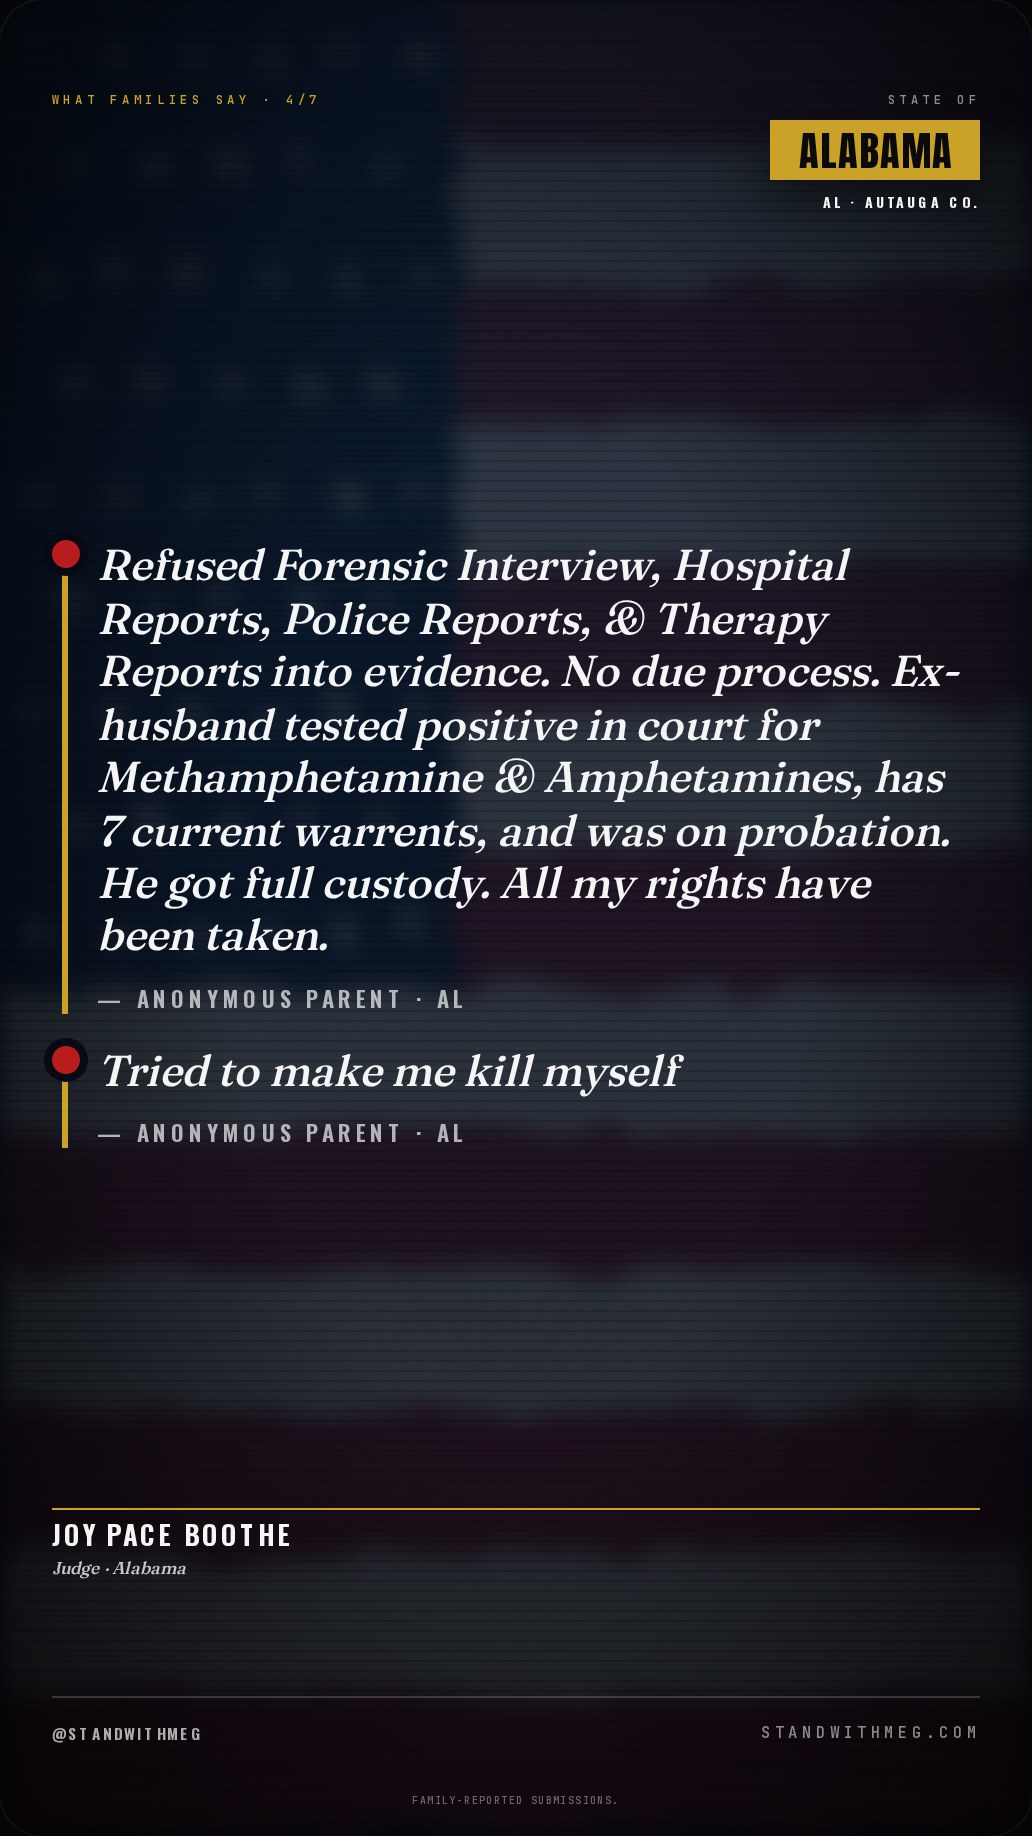 WHAT FAMILIES SAY · 4/7
STATE OF
ALABAMA
AL · AUTAUGA CO.
Refused Forensic Interview, Hospital
Reports, Police Reports, & Therapy
Reports into evidence. No due process. Ex-
husband tested positive in court for
Methamphetamine & Amphetamines, has
7 current warrents, and was on probation.
He got full custody. All my rights have
been taken.
— ANONYMOUS PARENT · AL
Tried to make me kill myself
— ANONYMOUS PARENT · AL
JOY PACE BOOTHE
Judge · Alabama
@STANDWITHMEG
STANDWITHMEG.COM
FAMILY-REPORTED SUBMISSIONS.